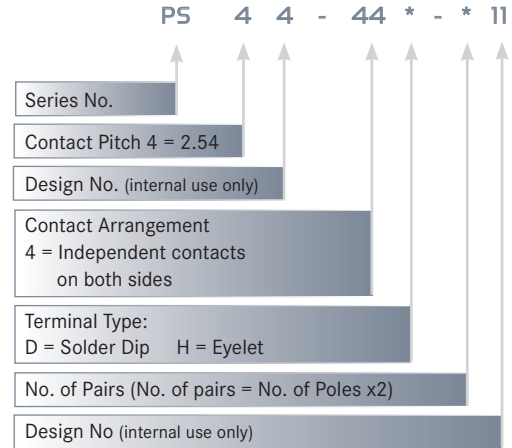 PS 4 4 - 44 * - * 11
Series No.
Contact Pitch 4 = 2.54
Design No. (internal use only)
Contact Arrangement
4 = Independent contacts
on both sides
Terminal Type:
D = Solder Dip H = Eyelet
No. of Pairs (No. of pairs = No. of Poles x2)
Design No (internal use only)